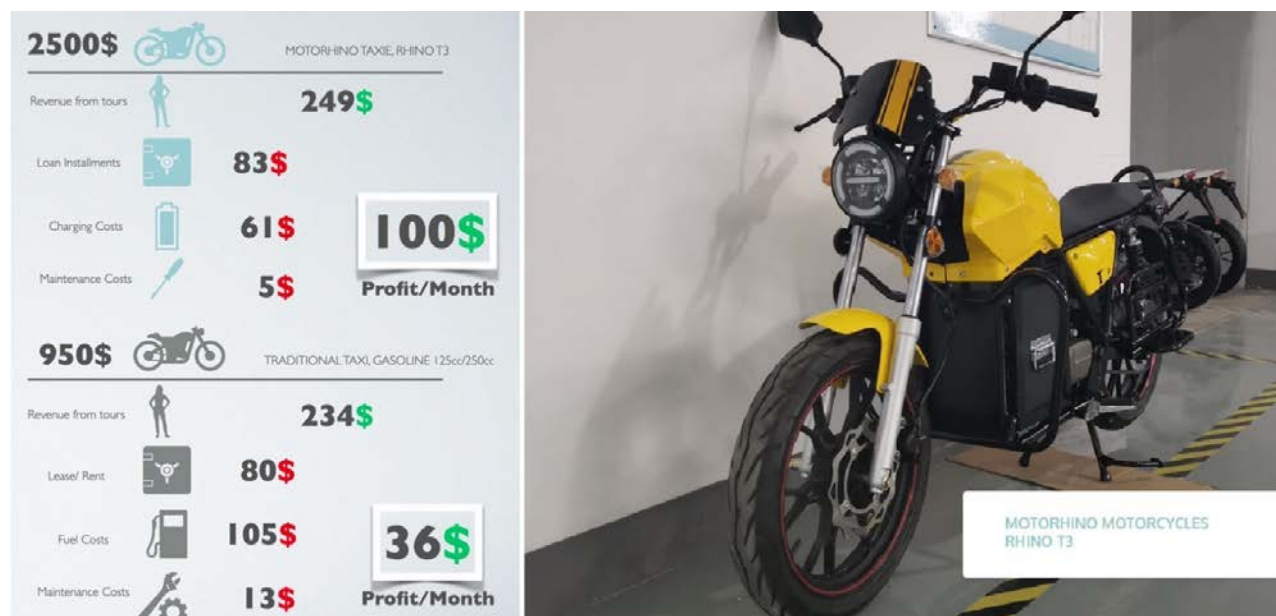 2500$
MOTORHINO TAXIE, RHINO T3
Revenue from tours
249$
Loan Installments
83$
Charging Costs
61$
Maintenance Costs
5$
100$
Profit/Month
950$
TRADITIONAL TAXI, GASOLINE 125cc/250cc
Revenue from tours
234$
Lease/ Rent
80$
Fuel Costs
105$
Maintenance Costs
13$
36$
Profit/Month
T
MOTORHINO MOTORCYCLES
RHINO T3